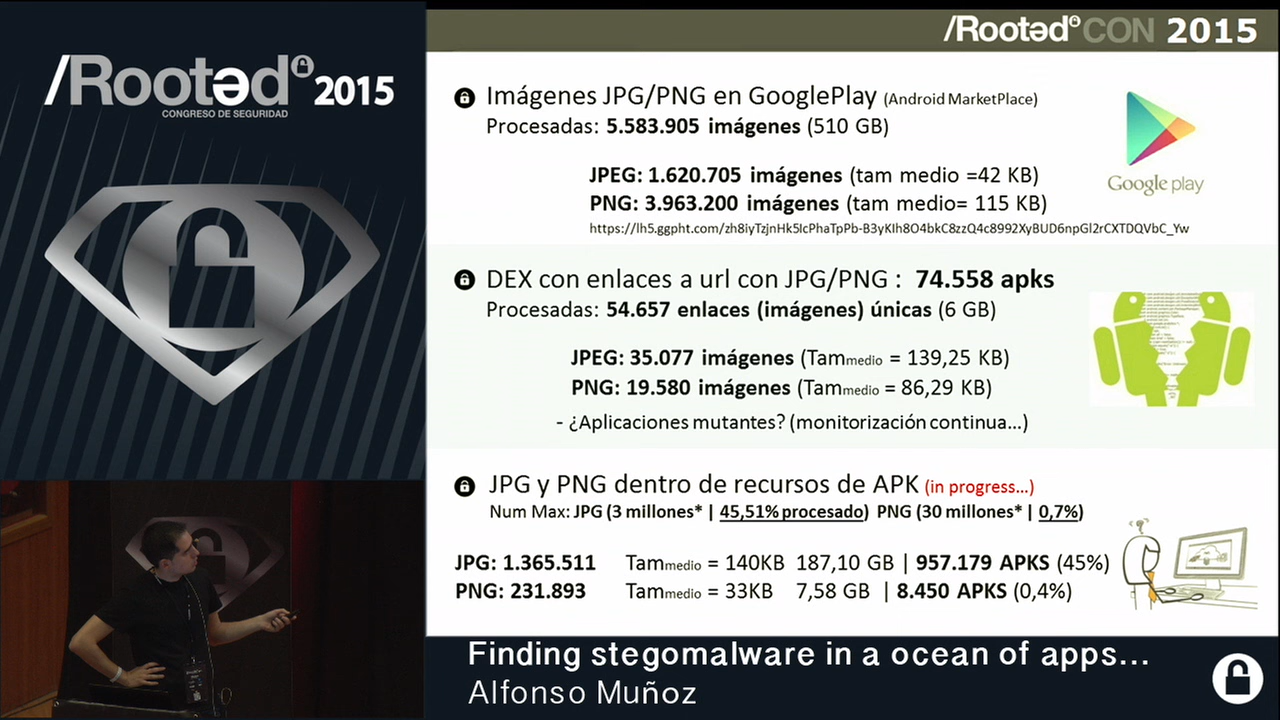 /Rootəd 2015
CONGRESO DE SEGURIDAD
/RootədCON 2015
Imágenes JPG/PNG en GooglePlay (Android MarketPlace)
Procesadas: 5.583.905 imágenes (510 GB)
JPEG: 1.620.705 imágenes (tam medio =42 KB)
PNG: 3.963.200 imágenes (tam medio= 115 KB)
https://lh5.ggpht.com/zh8iyTzjnHk5IcPhaTpPb-B3yKIh8O4bkC8zzQ4c8992XyBUD6npGl2rCXTDQVbC_Yw
Google play
DEX con enlaces a url con JPG/PNG : 74.558 apks
Procesadas: 54.657 enlaces (imágenes) únicas (6 GB)
JPEG: 35.077 imágenes (Tammedio = 139,25 KB)
PNG: 19.580 imágenes (Tammedio = 86,29 KB)
- ¿Aplicaciones mutantes? (monitorización continua...)
JPG y PNG dentro de recursos de APK (in progress...)
Num Max: JPG (3 millones* | 45,51% procesado) PNG (30 millones* | 0,7%)
JPG: 1.365.511 Tammedio = 140KB 187,10 GB | 957.179 APKS (45%)
PNG: 231.893 Tammedio = 33KB 7,58 GB | 8.450 APKS (0,4%)
Finding stegomalware in a ocean of apps...
Alfonso Muñoz